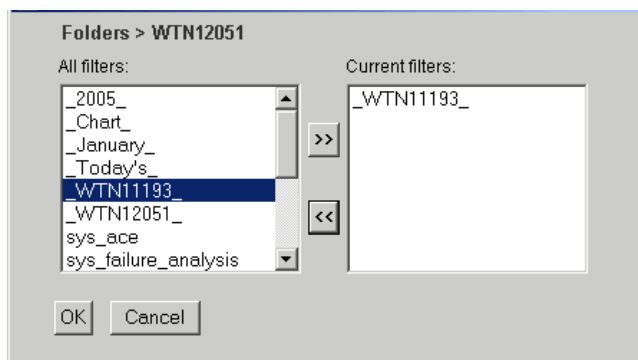 Folders > WTN12051
All filters:
Current filters:
_2005_
_Chart_
_January_
_Today's_
_WTN11193_
_WTN12051_
sys_ace
sys_failure_analysis
>>
<<
_WTN11193_
OK
Cancel